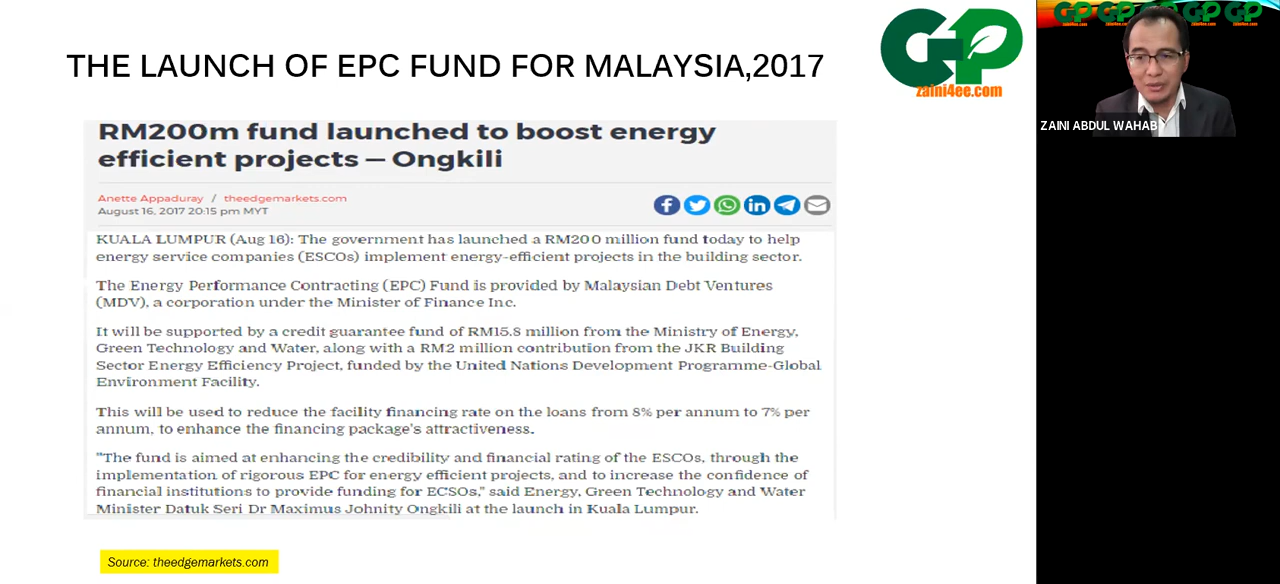 THE LAUNCH OF EPC FUND FOR MALAYSIA,2017
GP
zaini4ee.com
GP GP GP GP GP
ZAINI ABDUL WAHAB
RM200m fund launched to boost energy
efficient projects — Ongkili
Anette Appaduray / theedgemarkets.com
August 16, 2017 20:15 pm MYT
KUALA LUMPUR (Aug 16): The government has launched a RM200 million fund today to help
energy service companies (ESCOs) implement energy-efficient projects in the building sector.
The Energy Performance Contracting (EPC) Fund is provided by Malaysian Debt Ventures
(MDV), a corporation under the Minister of Finance Inc.
It will be supported by a credit guarantee fund of RM15.8 million from the Ministry of Energy,
Green Technology and Water, along with a RM2 million contribution from the JKR Building
Sector Energy Efficiency Project, funded by the United Nations Development Programme-Global
Environment Facility.
This will be used to reduce the facility financing rate on the loans from 8% per annum to 7% per
annum, to enhance the financing package's attractiveness.
"The fund is aimed at enhancing the credibility and financial rating of the ESCOs, through the
implementation of rigorous EPC for energy efficient projects, and to increase the confidence of
financial institutions to provide funding for ECSOs," said Energy, Green Technology and Water
Minister Datuk Seri Dr Maximus Johnity Ongkili at the launch in Kuala Lumpur.
Source: theedgemarkets.com